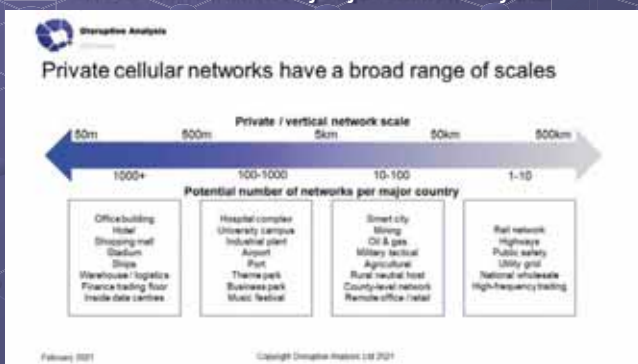 Disruptive Analysis
Private cellular networks have a broad range of scales
Private / vertical network scale
50m 500m 5km 50km 500km
1000+ 100-1000 10-100 1-10
Potential number of networks per major country
Office building
Hotel
Shopping mall
Stadium
Ships
Warehouse / logistics
Finance trading floor
Inside data centres
Hospital complex
University campus
Industrial plant
Airport
Port
Theme park
Business park
Music festival
Smart city
Mining
Oil & gas
Military tactical
Agricultural
Rural neutral host
County-level network
Remote office / retail
Rail network
Highways
Public safety
Utility grid
National wholesale
High-frequency trading
February 2021 Copyright Disruptive Analysis Ltd 2021